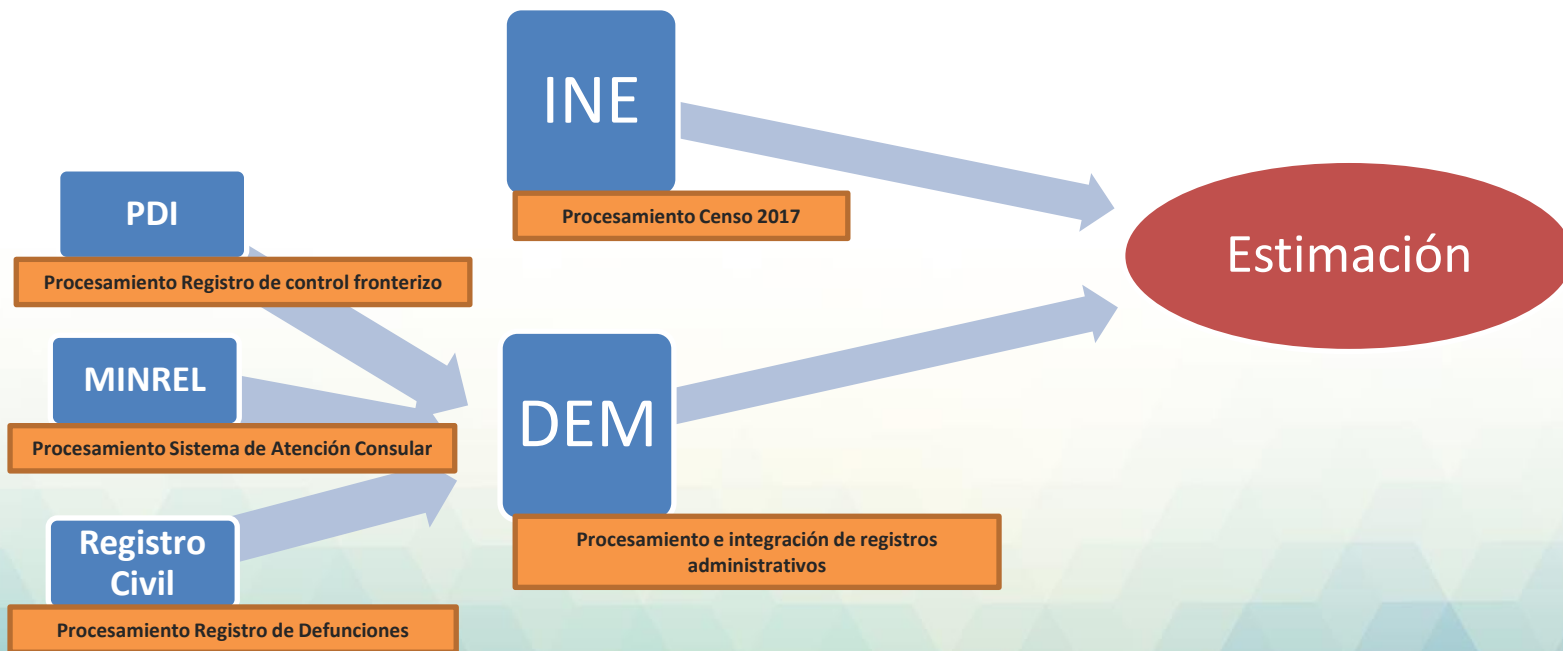 INE
Procesamiento Censo 2017
PDI
Procesamiento Registro de control fronterizo
MINREL
Procesamiento Sistema de Atención Consular
Registro
Civil
Procesamiento Registro de Defunciones
DEM
Procesamiento e integración de registros
administrativos
Estimación